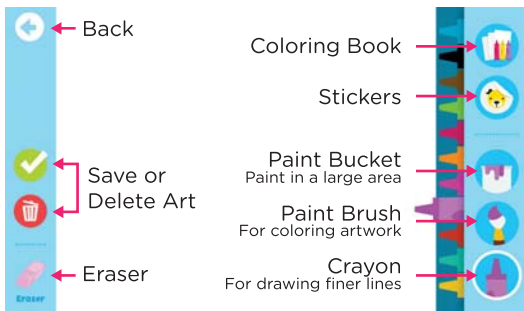 Back
Coloring Book
Stickers
Save or
Delete Art
Paint Bucket
Paint in a large area
Paint Brush
For coloring artwork
Eraser
Crayon
For drawing finer lines
Eraser